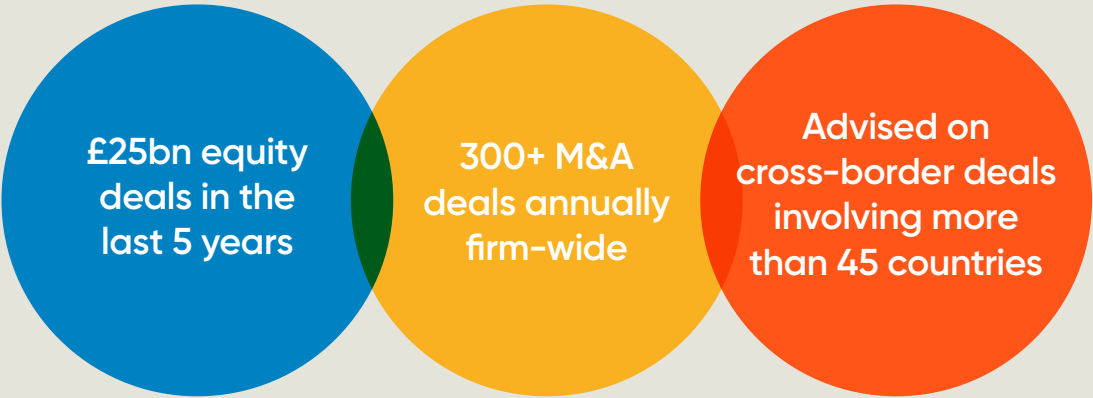 £25bn equity
deals in the
last 5 years
300+ M&A
deals annually
firm-wide
Advised on
cross-border deals
involving more
than 45 countries